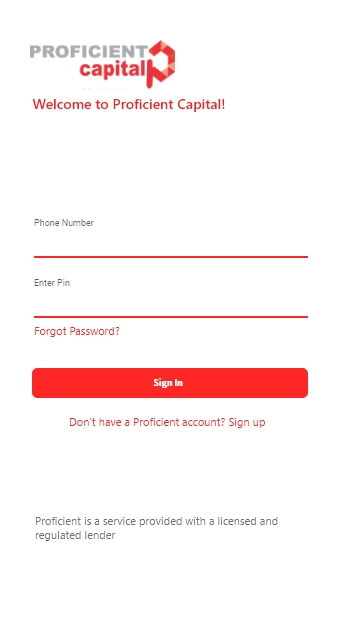 PROFICIENT
capital
Welcome to Proficient Capital!
Phone Number
Enter Pin
Forgot Password?
Sign In
Don't have a Proficient account? Sign up
Proficient is a service provided with a licensed and
regulated lender